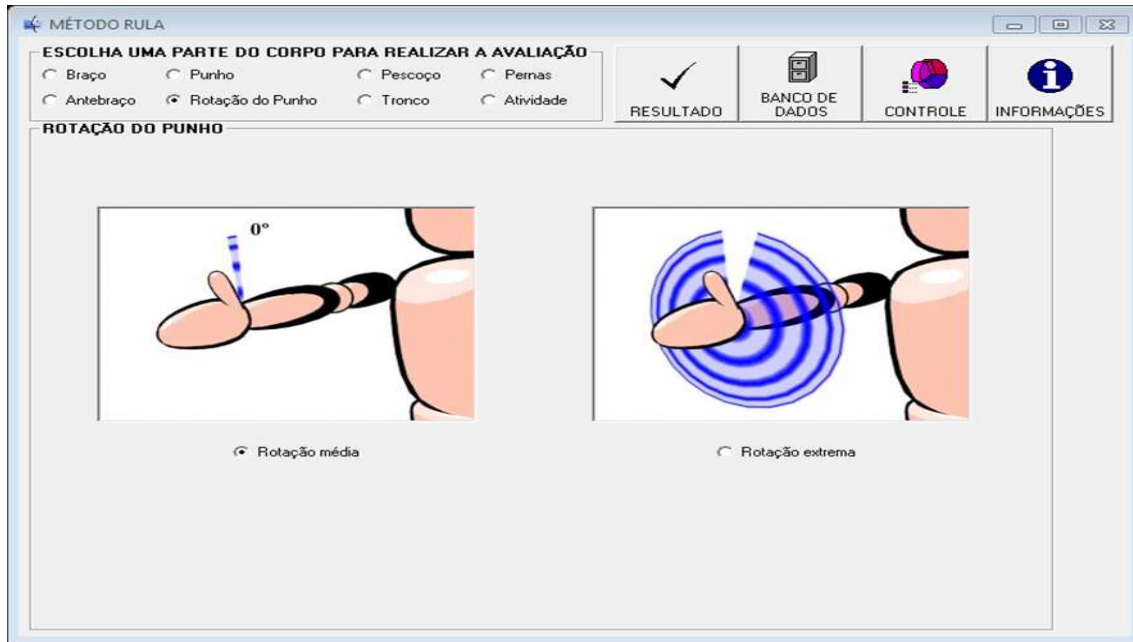 MÉTODO RULA
ESCOLHA UMA PARTE DO CORPO PARA REALIZAR A AVALIAÇÃO
Braço Punho Pescoço Pernas
Antebraço Rotação do Punho Tronco Atividade
RESULTADO
BANCO DE
DADOS
CONTROLE
INFORMAÇÕES
ROTAÇÃO DO PUNHO
0º
Rotação média
Rotação extrema